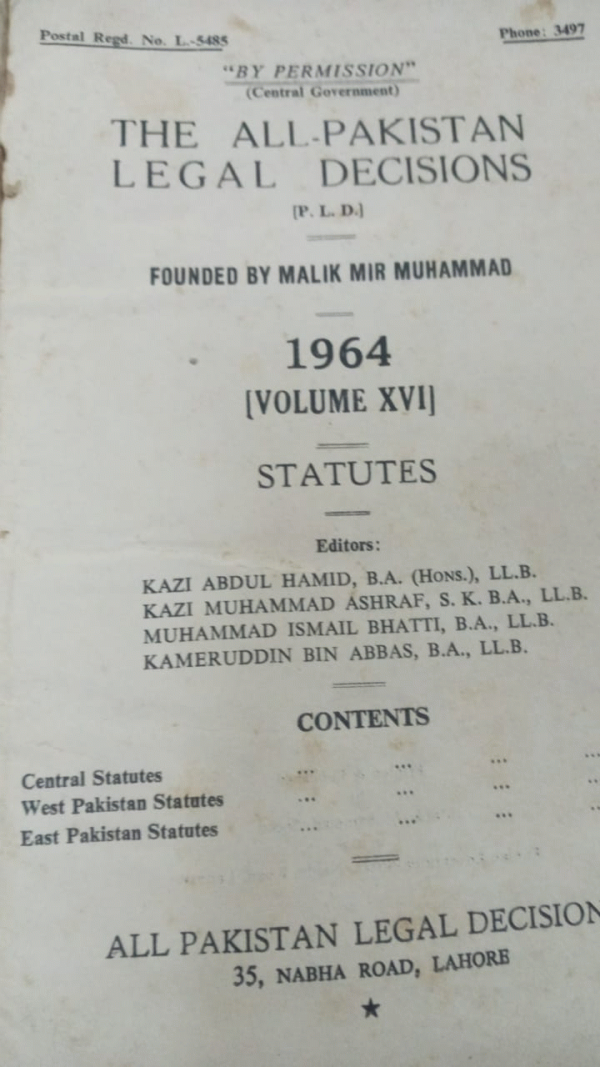 Postal Regd. No. L.-5485
Phone: 3497
"BY PERMISSION"
(Central Government)
THE ALL-PAKISTAN
LEGAL DECISIONS
[P. L. D.]
FOUNDED BY MALIK MIR MUHAMMAD
1964
[VOLUME XVI]
STATUTES
Editors:
KAZI ABDUL HAMID, B.A. (HONS.), LL.B.
KAZI MUHAMMAD ASHRAF, S. K. B.A., LL.B.
MUHAMMAD ISMAIL BHATTI, B.A., LL.B.
KAMERUDDIN BIN ABBAS, B.A., LL.B.
CONTENTS
Central Statutes ... ... ... ...
West Pakistan Statutes ... ... ... ..
East Pakistan Statutes ... ... ... ..
ALL PAKISTAN LEGAL DECISION
35, NABHA ROAD, LAHORE